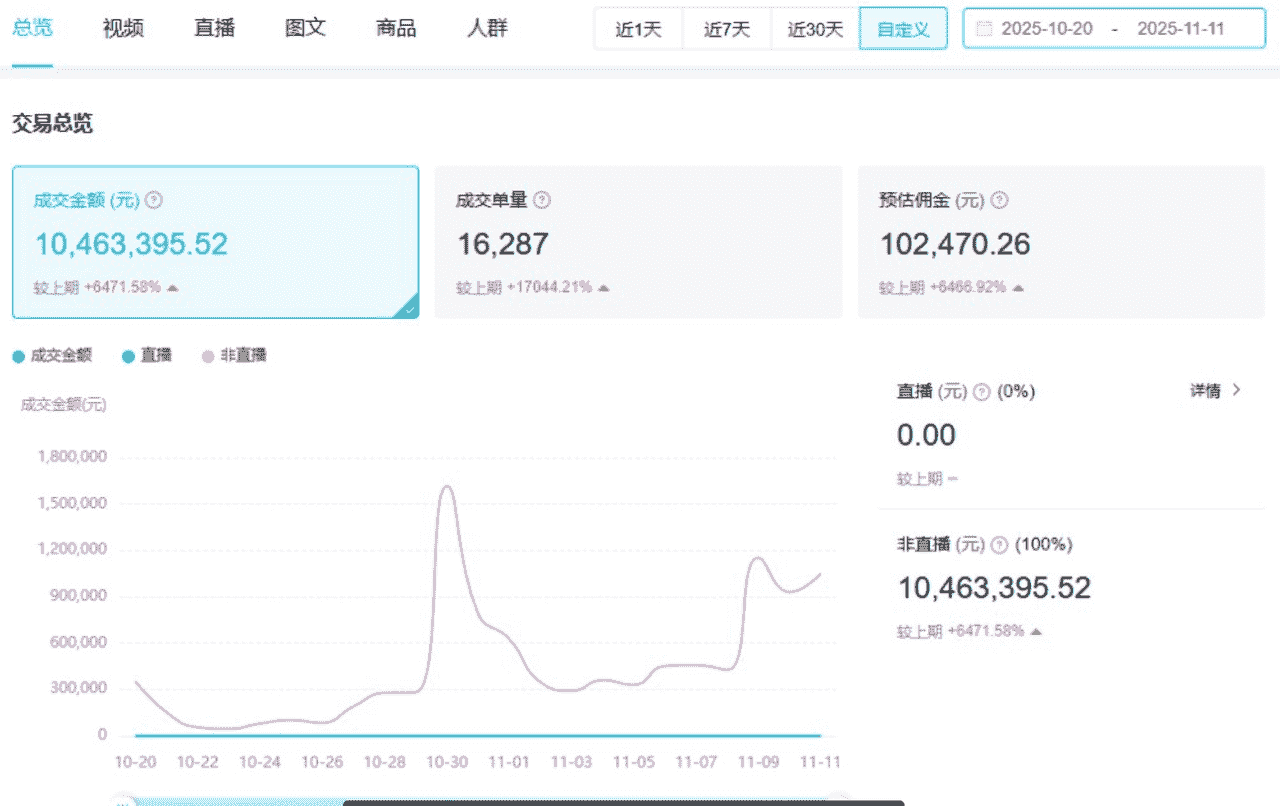 总览 视频 直播 图文 商品 人群 近1天 近7天 近30天 自定义 2025-10-20 - 2025-11-11
交易总览
成交金额 (元) ? 成交单量 ? 预估佣金 (元) ?
10,463,395.52 16,287 102,470.26
较上期 +6471.58% 较上期 +17044.21% 较上期 +6466.92%
成交金额 直播 非直播
成交金额(元)
1,800,000
1,500,000
1,200,000
900,000
600,000
300,000
0
10-20 10-22 10-24 10-26 10-28 10-30 11-01 11-03 11-05 11-07 11-09 11-11
直播 (元) ? (0%) 详情 >
0.00
较上期 -
非直播 (元) ? (100%)
10,463,395.52
较上期 +6471.58%